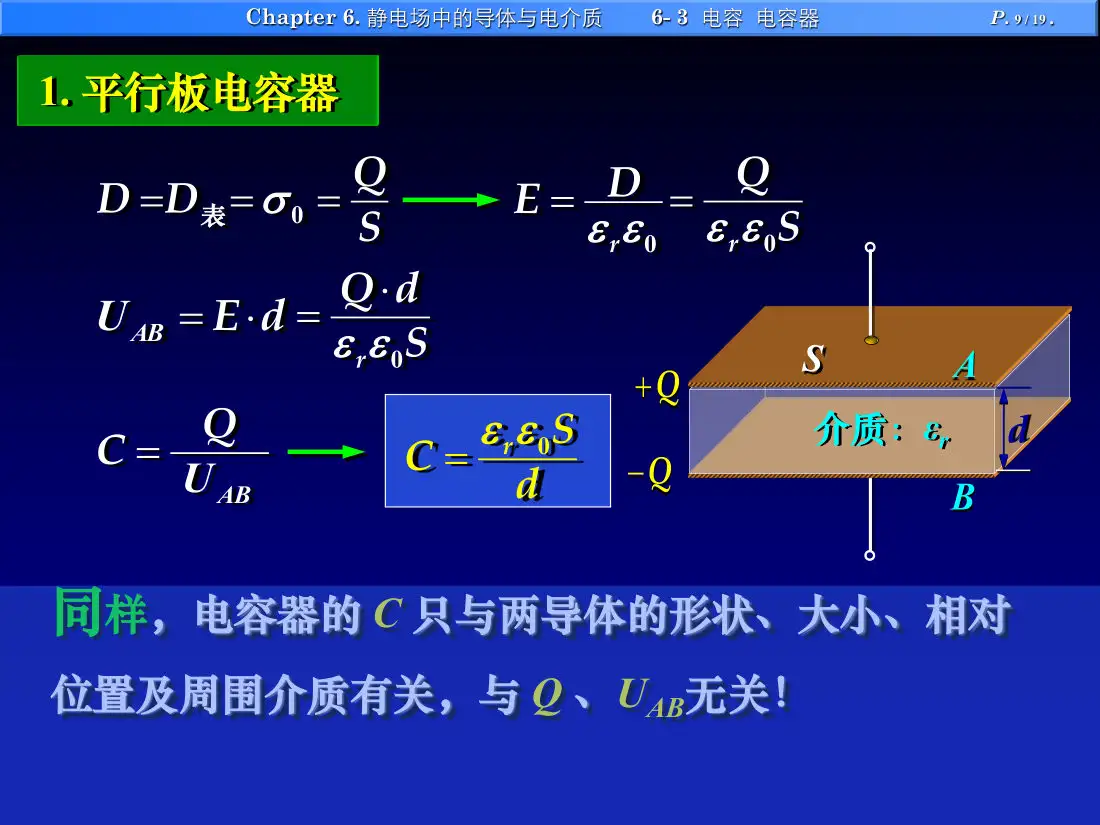 Chapter 6. 静电场中的导体与电介质 6-3 电容 电容器 P. 9 / 19 .
1. 平行板电容器
D = D表 = σ0 = Q/S → E = D/(εrε0) = Q/(εrε0S)
UAB = E·d = Q·d/(εrε0S)
C = Q/UAB → C = εrε0S/d
S
A
+Q
介质：εr
d
−Q
B
同样，电容器的 C 只与两导体的形状、大小、相对
位置及周围介质有关，与 Q 、UAB无关！